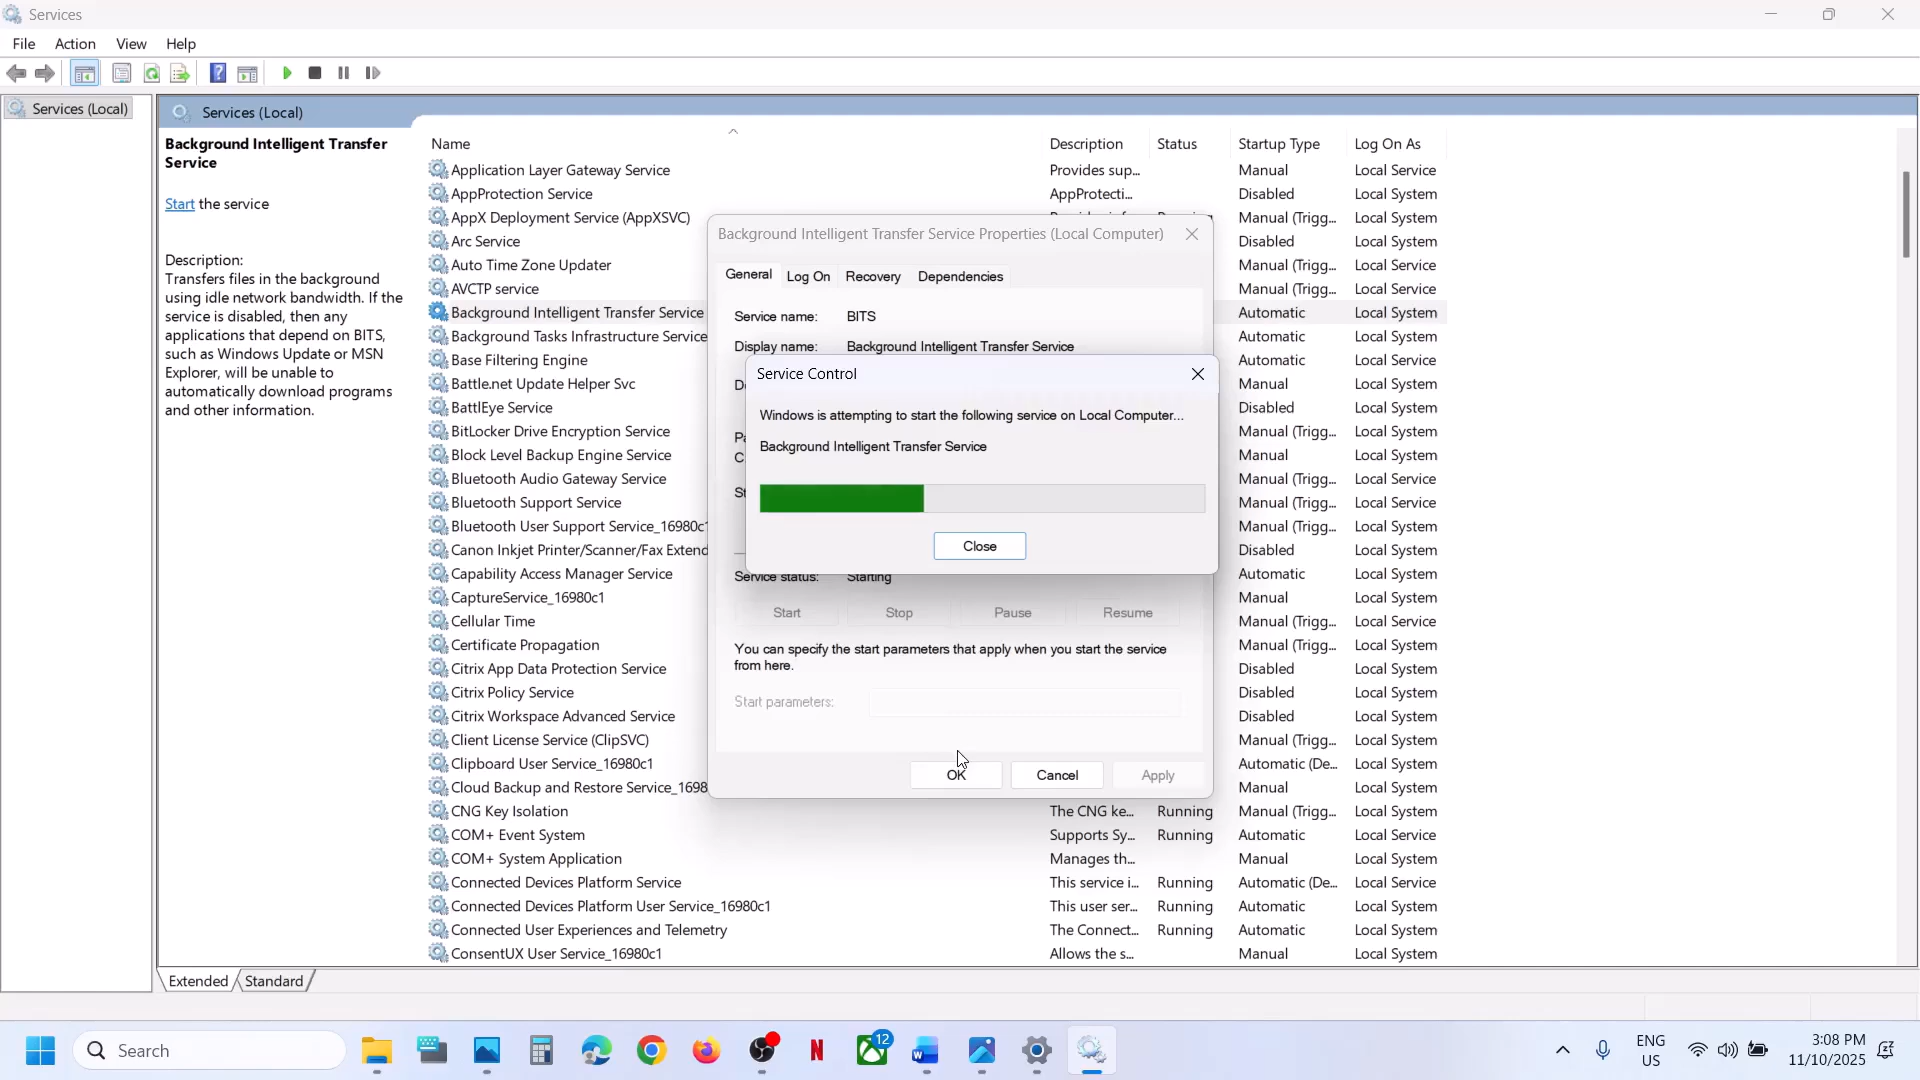 Services
File Action View Help
Services (Local)
Services (Local)
Background Intelligent Transfer
Service
Start the service
Description:
Transfers files in the background
using idle network bandwidth. If the
service is disabled, then any
applications that depend on BITS,
such as Windows Update or MSN
Explorer, will be unable to
automatically download programs
and other information.
Name Description Status Startup Type Log On As
Application Layer Gateway Service Provides sup... Manual Local Service
AppProtection Service AppProtecti... Disabled Local System
AppX Deployment Service (AppXSVC) Manual (Trigg... Local System
Arc Service Disabled Local System
Auto Time Zone Updater Manual (Trigg... Local Service
AVCTP service Manual (Trigg... Local Service
Background Intelligent Transfer Service Automatic Local System
Background Tasks Infrastructure Service Automatic Local System
Base Filtering Engine Automatic Local Service
Battle.net Update Helper Svc Manual Local System
BattlEye Service Disabled Local System
BitLocker Drive Encryption Service Manual (Trigg... Local System
Block Level Backup Engine Service Manual Local System
Bluetooth Audio Gateway Service Manual (Trigg... Local Service
Bluetooth Support Service Manual (Trigg... Local Service
Bluetooth User Support Service_16980c1 Manual (Trigg... Local System
Canon Inkjet Printer/Scanner/Fax Extend Disabled Local System
Capability Access Manager Service Automatic Local System
CaptureService_16980c1 Manual Local System
Cellular Time Manual (Trigg... Local Service
Certificate Propagation Manual (Trigg... Local System
Citrix App Data Protection Service Disabled Local System
Citrix Policy Service Disabled Local System
Citrix Workspace Advanced Service Disabled Local System
Client License Service (ClipSVC) Manual (Trigg... Local System
Clipboard User Service_16980c1 Automatic (De... Local System
Cloud Backup and Restore Service_1698 Manual Local System
CNG Key Isolation The CNG ke... Running Manual (Trigg... Local System
COM+ Event System Supports Sy... Running Automatic Local Service
COM+ System Application Manages th... Manual Local System
Connected Devices Platform Service This service i... Running Automatic (De... Local Service
Connected Devices Platform User Service_16980c1 This user ser... Running Automatic Local System
Connected User Experiences and Telemetry The Connect... Running Automatic Local System
ConsentUX User Service_16980c1 Allows the s... Manual Local System
Background Intelligent Transfer Service Properties (Local Computer)
General Log On Recovery Dependencies
Service name: BITS
Display name: Background Intelligent Transfer Service
Service Control
Windows is attempting to start the following service on Local Computer...
Background Intelligent Transfer Service
Close
Service status: Starting
Start Stop Pause Resume
You can specify the start parameters that apply when you start the service
from here.
Start parameters:
OK Cancel Apply
Extended Standard
Search
12
ENG
US
3:08 PM
11/10/2025